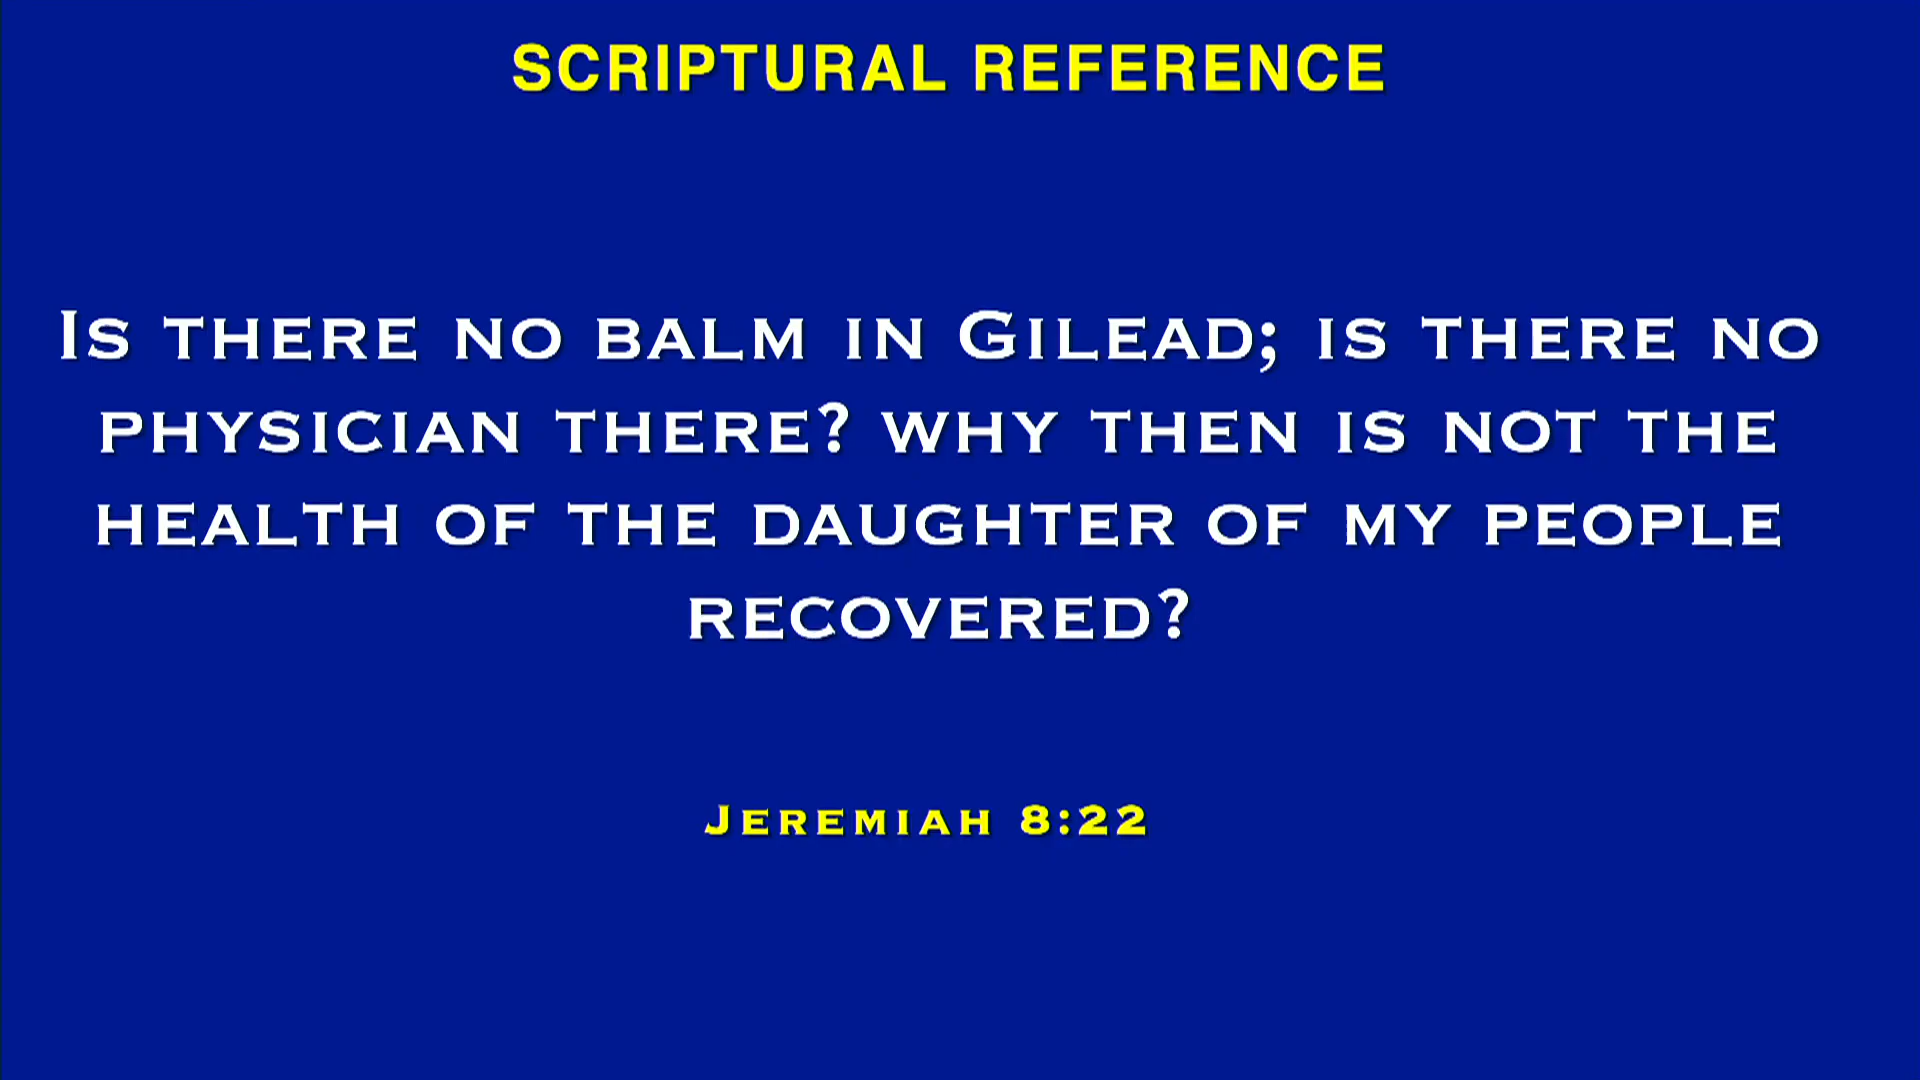 SCRIPTURAL REFERENCE
Is there no balm in Gilead; is there no
physician there? why then is not the
health of the daughter of my people
recovered?
Jeremiah 8:22